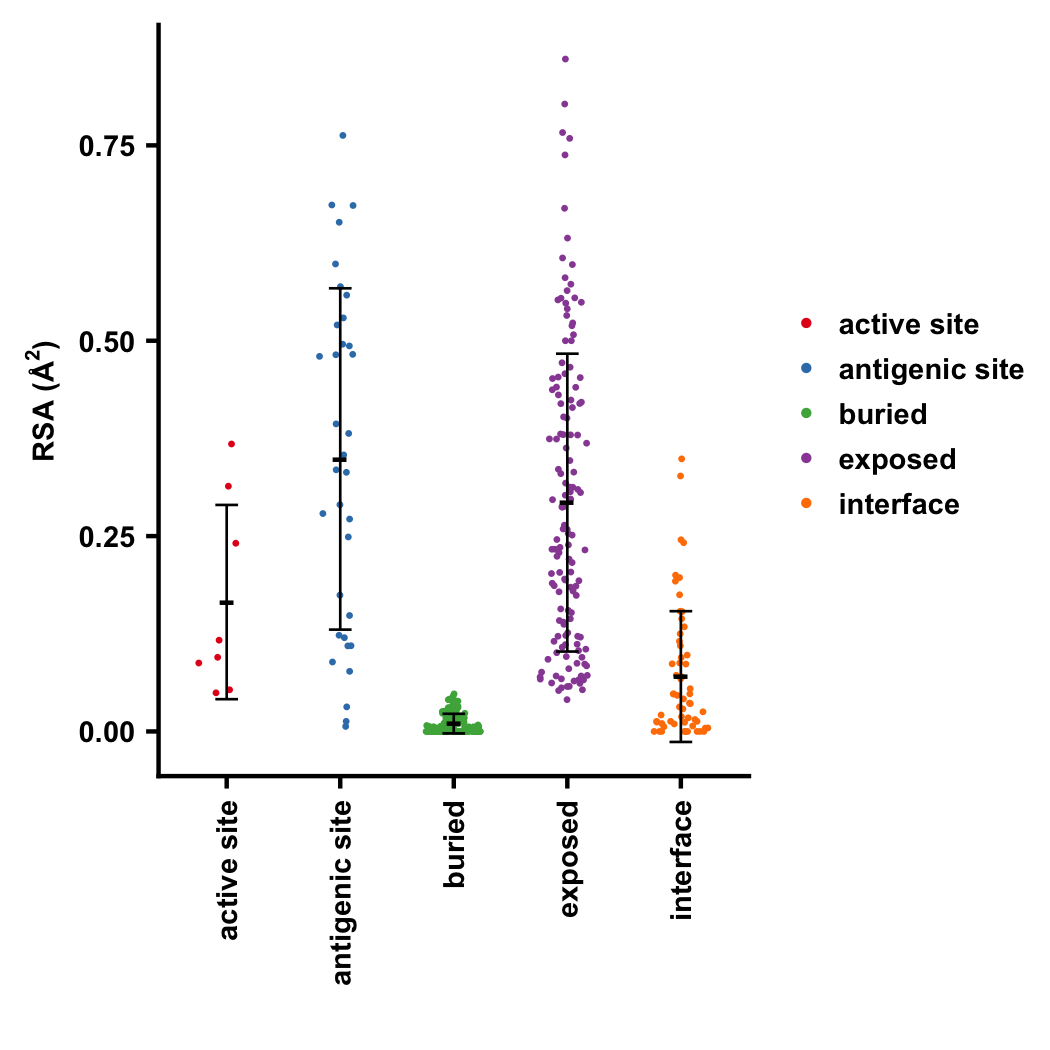 0.75
0.50
0.25
0.00
RSA (Å²)
active site
antigenic site
buried
exposed
interface
active site
antigenic site
buried
exposed
interface